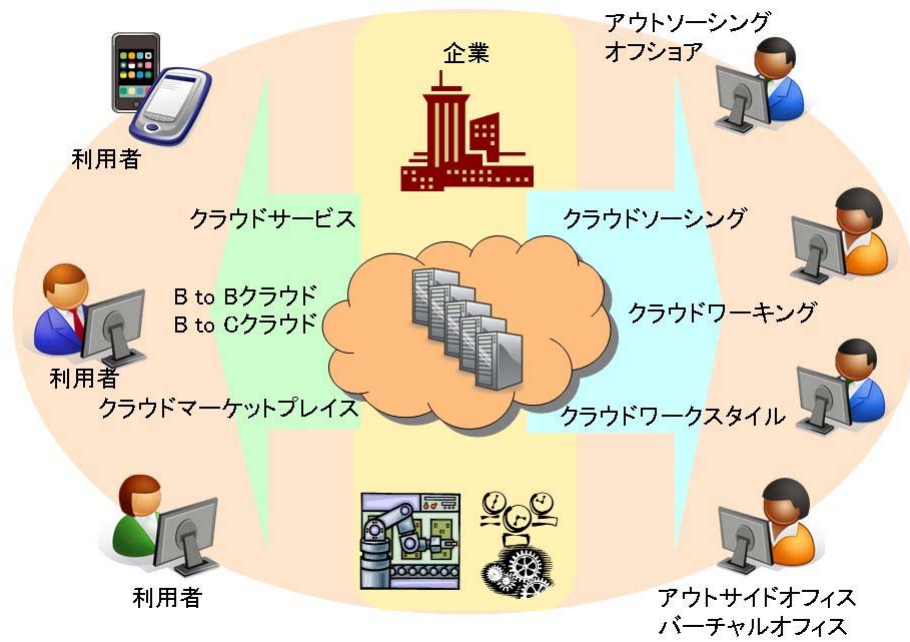 企業
アウトソーシング
オフショア
利用者
クラウドサービス
クラウドソーシング
B to Bクラウド
B to Cクラウド
クラウドワーキング
利用者
クラウドマーケットプレイス
クラウドワークスタイル
利用者
アウトサイドオフィス
バーチャルオフィス